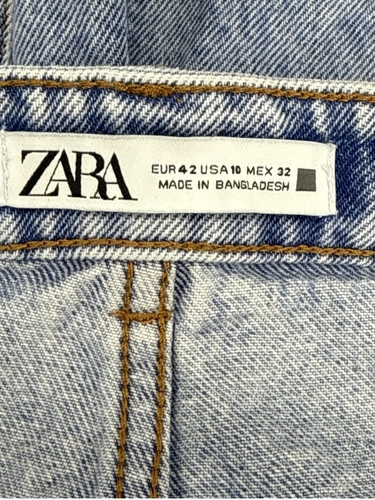 ZARA
EUR 42 USA 10 MEX 32
MADE IN BANGLADESH